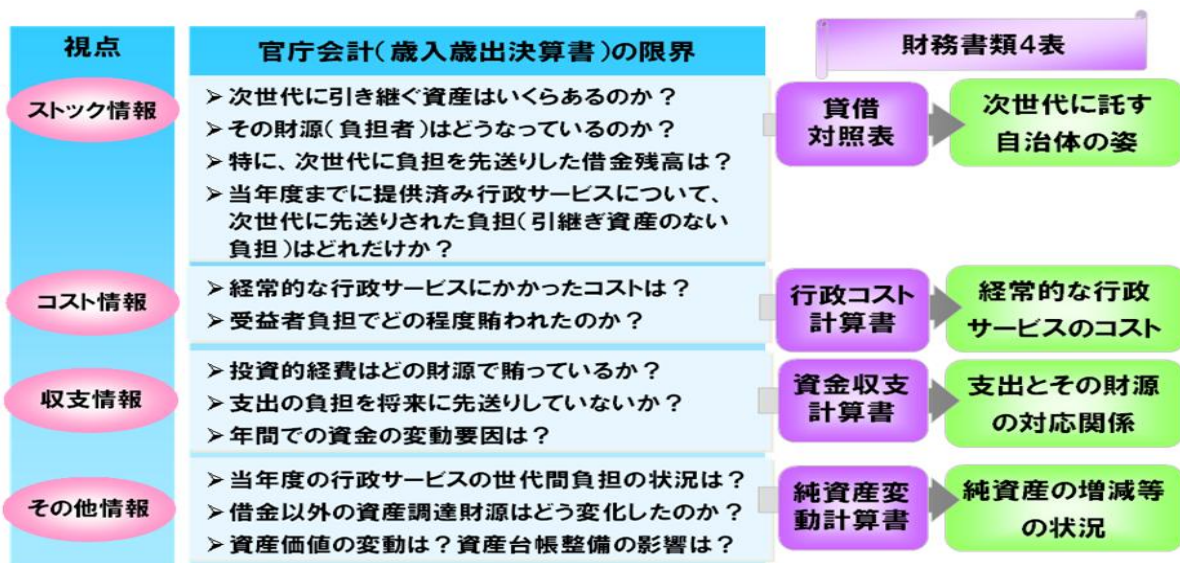 視点
官庁会計(歳入歳出決算書)の限界
財務書類4表
ストック情報
➢次世代に引き継ぐ資産はいくらあるのか?
➢その財源(負担者)はどうなっているのか?
➢特に、次世代に負担を先送りした借金残高は?
➢当年度までに提供済み行政サービスについて、
次世代に先送りされた負担(引継ぎ資産のない
負担)はどれだけか?
貸借
対照表
次世代に託す
自治体の姿
コスト情報
➢経常的な行政サービスにかかったコストは?
➢受益者負担でどの程度賄われたのか?
行政コスト
計算書
経常的な行政
サービスのコスト
収支情報
➢投資的経費はどの財源で賄っているか?
➢支出の負担を将来に先送りしていないか?
➢年間での資金の変動要因は?
資金収支
計算書
支出とその財源
の対応関係
その他情報
➢当年度の行政サービスの世代間負担の状況は?
➢借金以外の資産調達財源はどう変化したのか?
➢資産価値の変動は?資産台帳整備の影響は?
純資産変
動計算書
純資産の増減等
の状況